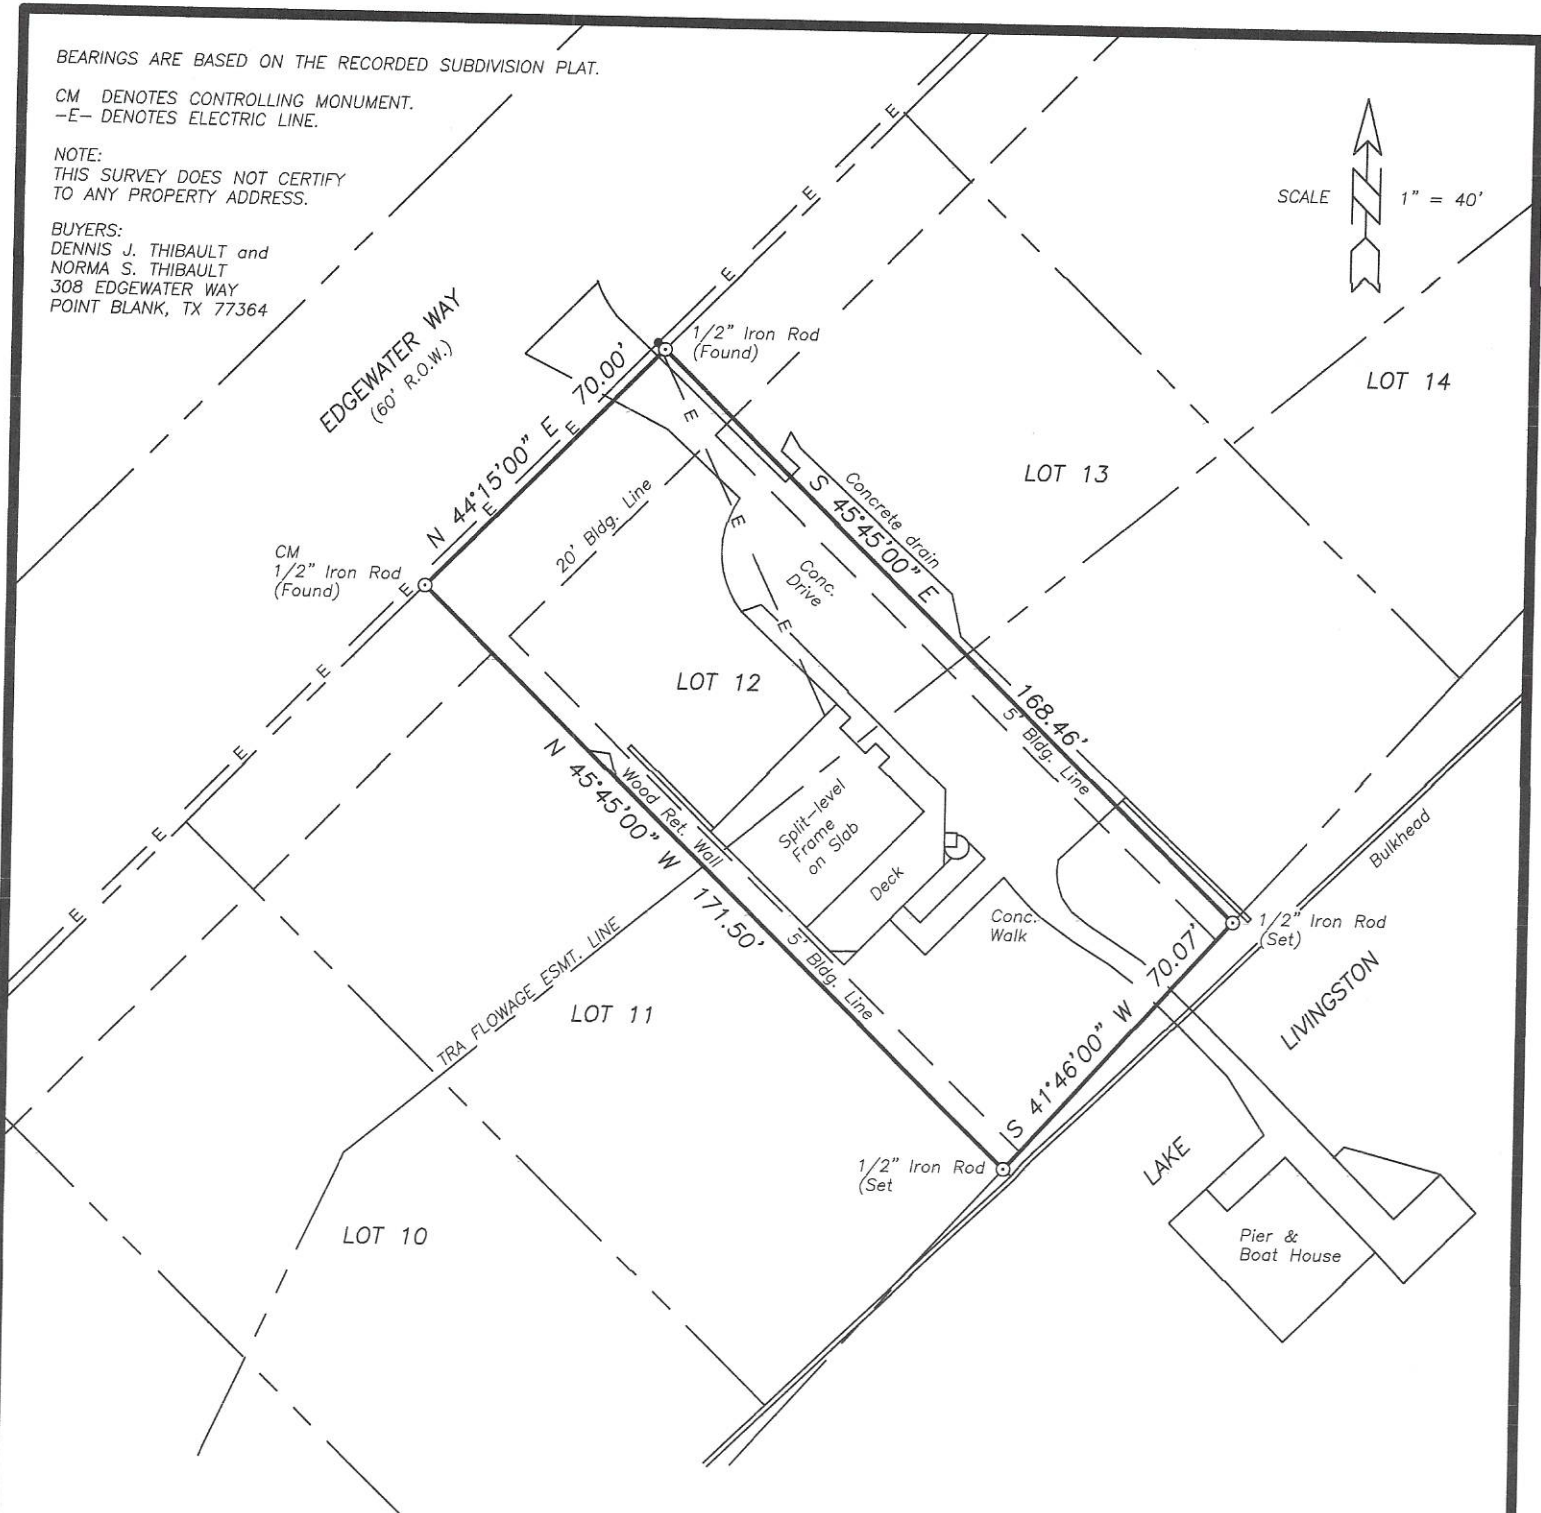 BEARINGS ARE BASED ON THE RECORDED SUBDIVISION PLAT.
CM DENOTES CONTROLLING MONUMENT.
-E- DENOTES ELECTRIC LINE.
NOTE:
THIS SURVEY DOES NOT CERTIFY
TO ANY PROPERTY ADDRESS.
BUYERS:
DENNIS J. THIBAULT and
NORMA S. THIBAULT
308 EDGEWATER WAY
POINT BLANK, TX 77364
SCALE
N
1" = 40'
EDGEWATER WAY
(60' R.O.W.)
1/2" Iron Rod
(Found)
N 44°15'00" E 70.00'
CM
1/2" Iron Rod
(Found)
20' Bldg. Line
Concrete drain
S 45°45'00" E 168.46'
Conc.
Drive
5' Bldg. Line
LOT 14
LOT 13
LOT 12
N 45°45'00" W 171.50'
Wood Ret. Wall
Split-level
Frame
on Slab
Deck
Conc.
Walk
5' Bldg. Line
TRA FLOWAGE ESMT. LINE
LOT 11
LOT 10
S 41°46'00" W 70.07'
1/2" Iron Rod
(Set)
1/2" Iron Rod
(Set
Bulkhead
LAKE LIVINGSTON
Pier &
Boat House
E
E
E
E
E
E
E
E
E
E
E
E
E
E